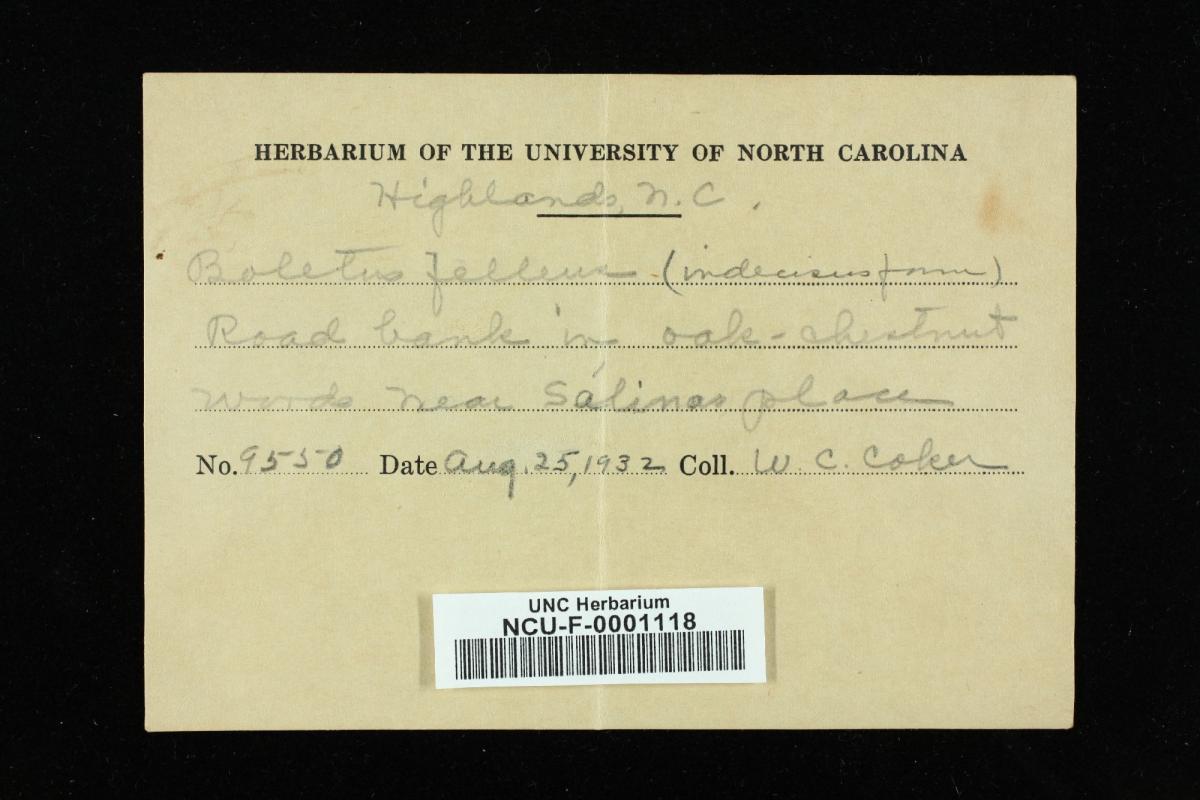 HERBARIUM OF THE UNIVERSITY OF NORTH CAROLINA
Highlands, N.C.
Boletus felleus (indecisus form)
Road bank in oak-chestnut
woods near Salinas place
No. 9550 Date Aug. 25, 1932 Coll. W. C. Coker
UNC Herbarium
NCU-F-0001118